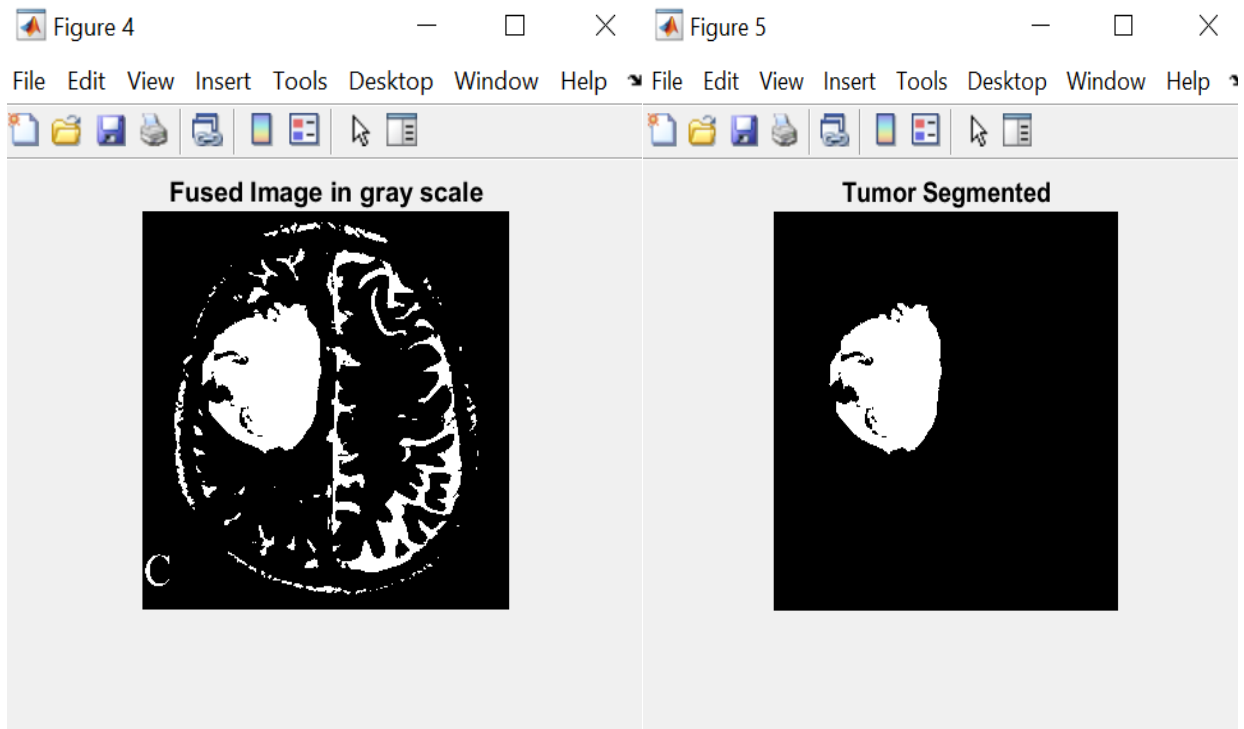 Figure 4
File Edit View Insert Tools Desktop Window Help
Fused Image in gray scale
C
Figure 5
File Edit View Insert Tools Desktop Window Help
Tumor Segmented